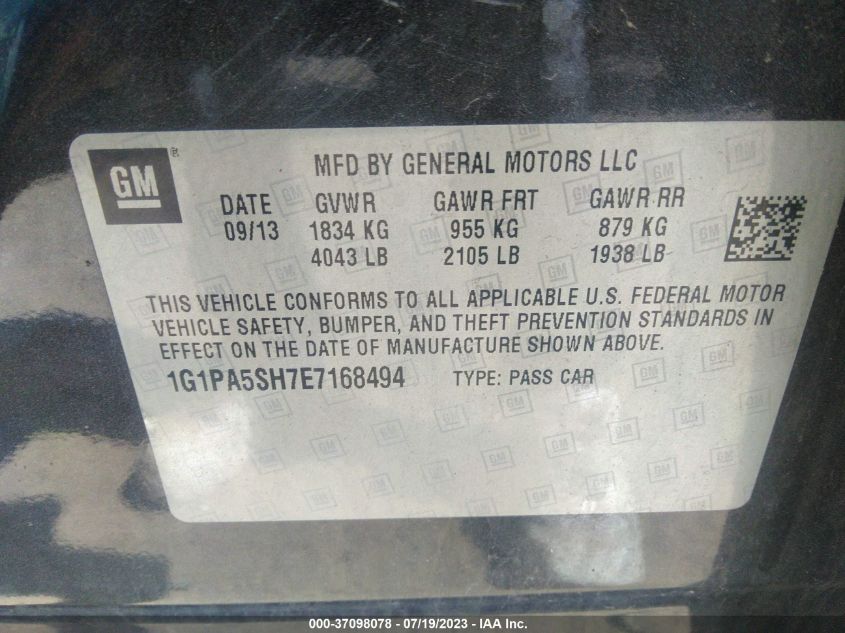 GM®
MFD BY GENERAL MOTORS LLC
DATE GVWR GAWR FRT GAWR RR
09/13 1834 KG 955 KG 879 KG
4043 LB 2105 LB 1938 LB
THIS VEHICLE CONFORMS TO ALL APPLICABLE U.S. FEDERAL MOTOR
VEHICLE SAFETY, BUMPER, AND THEFT PREVENTION STANDARDS IN
EFFECT ON THE DATE OF MANUFACTURE SHOWN ABOVE.
1G1PA5SH7E7168494 TYPE: PASS CAR
000-37098078 - 07/19/2023 - IAA Inc.